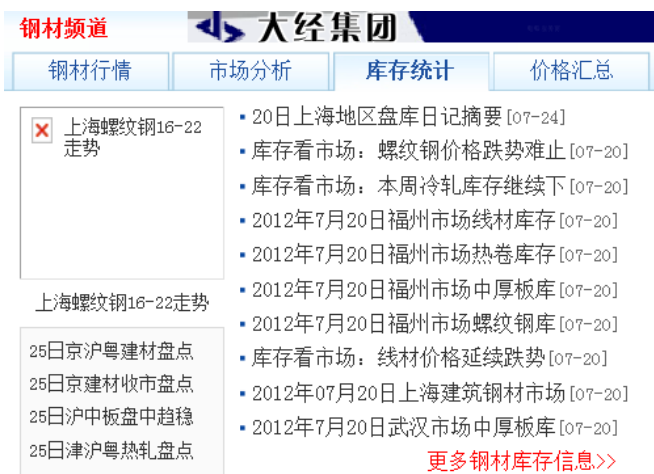 钢材频道
大经集团
钢材行情
市场分析
库存统计
价格汇总
上海螺纹钢16-22
走势
上海螺纹钢16-22走势
25日京沪粤建材盘点
25日京建材收市盘点
25日沪中板盘中趋稳
25日津沪粤热轧盘点
20日上海地区盘库日记摘要[07-24]
库存看市场：螺纹钢价格跌势难止[07-20]
库存看市场：本周冷轧库存继续下[07-20]
2012年7月20日福州市场线材库存[07-20]
2012年7月20日福州市场热卷库存[07-20]
2012年7月20日福州市场中厚板库[07-20]
2012年7月20日福州市场螺纹钢库[07-20]
库存看市场：线材价格延续跌势[07-20]
2012年07月20日上海建筑钢材市场[07-20]
2012年7月20日武汉市场中厚板库[07-20]
更多钢材库存信息>>